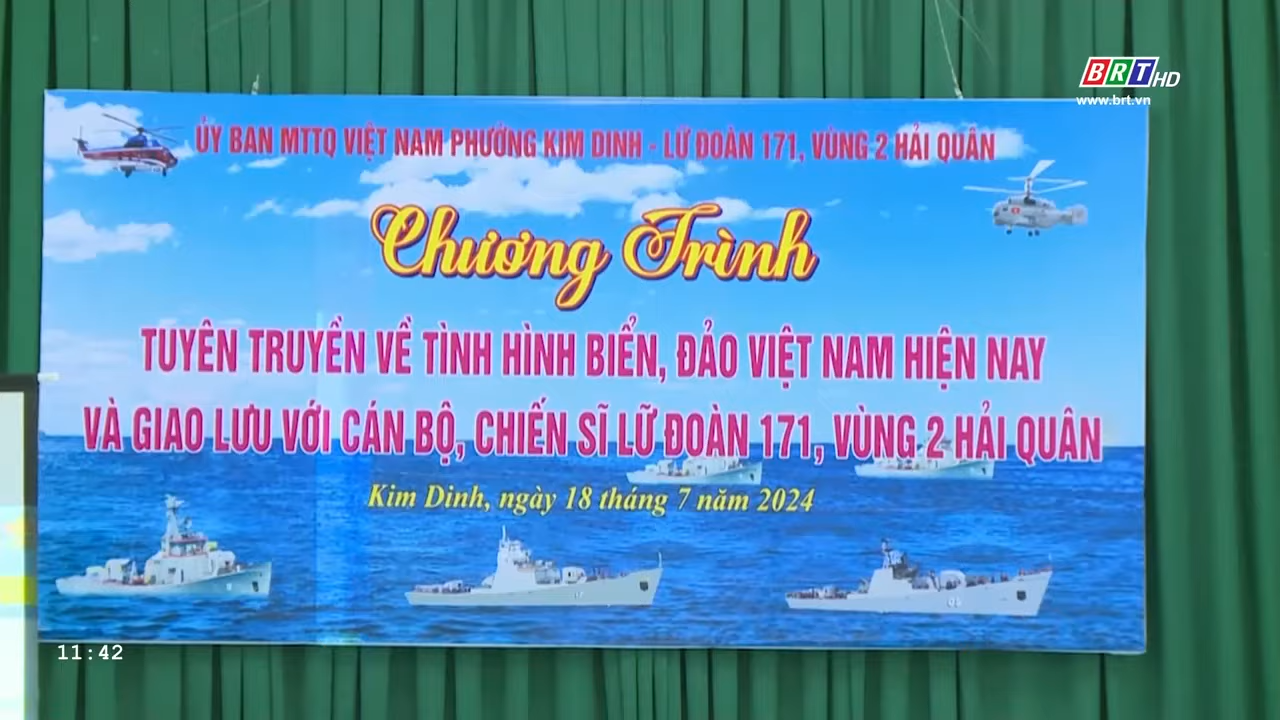 BRT HD
www.brt.vn
ỦY BAN MTTQ VIỆT NAM PHƯỜNG KIM DINH - LỮ ĐOÀN 171, VÙNG 2 HẢI QUÂN
Chương Trình
TUYÊN TRUYỀN VỀ TÌNH HÌNH BIỂN, ĐẢO VIỆT NAM HIỆN NAY
VÀ GIAO LƯU VỚI CÁN BỘ, CHIẾN SĨ LỮ ĐOÀN 171, VÙNG 2 HẢI QUÂN
Kim Dinh, ngày 18 tháng 7 năm 2024
11:42